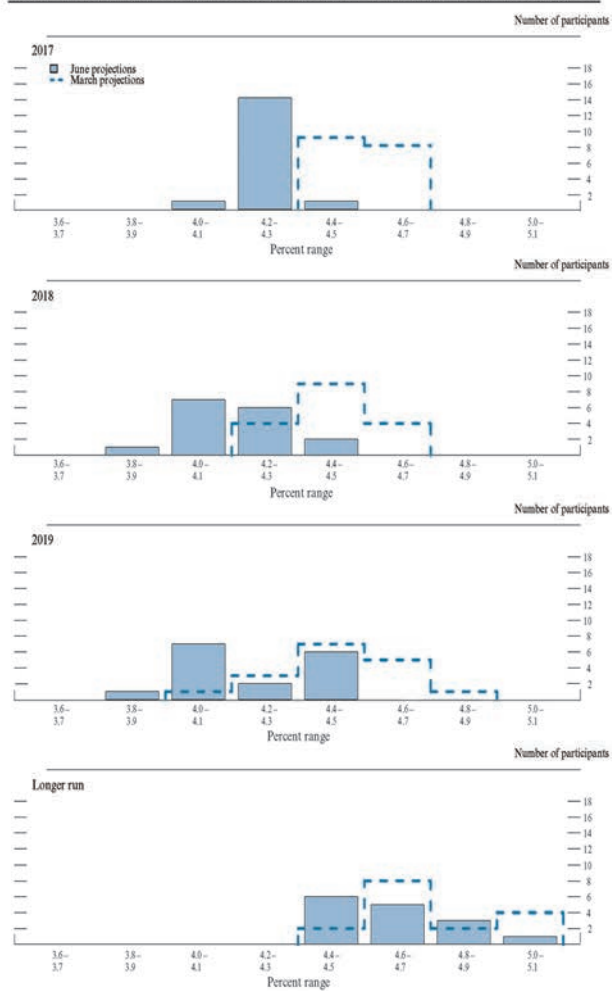 Number of participants
2017
June projections
March projections
18
16
14
12
10
8
6
4
2
3.6– 3.8– 4.0– 4.2– 4.4– 4.6– 4.8– 5.0–
3.7 3.9 4.1 4.3 4.5 4.7 4.9 5.1
Percent range
Number of participants
2018
18
16
14
12
10
8
6
4
2
3.6– 3.8– 4.0– 4.2– 4.4– 4.6– 4.8– 5.0–
3.7 3.9 4.1 4.3 4.5 4.7 4.9 5.1
Percent range
Number of participants
2019
18
16
14
12
10
8
6
4
2
3.6– 3.8– 4.0– 4.2– 4.4– 4.6– 4.8– 5.0–
3.7 3.9 4.1 4.3 4.5 4.7 4.9 5.1
Percent range
Number of participants
Longer run
18
16
14
12
10
8
6
4
2
3.6– 3.8– 4.0– 4.2– 4.4– 4.6– 4.8– 5.0–
3.7 3.9 4.1 4.3 4.5 4.7 4.9 5.1
Percent range